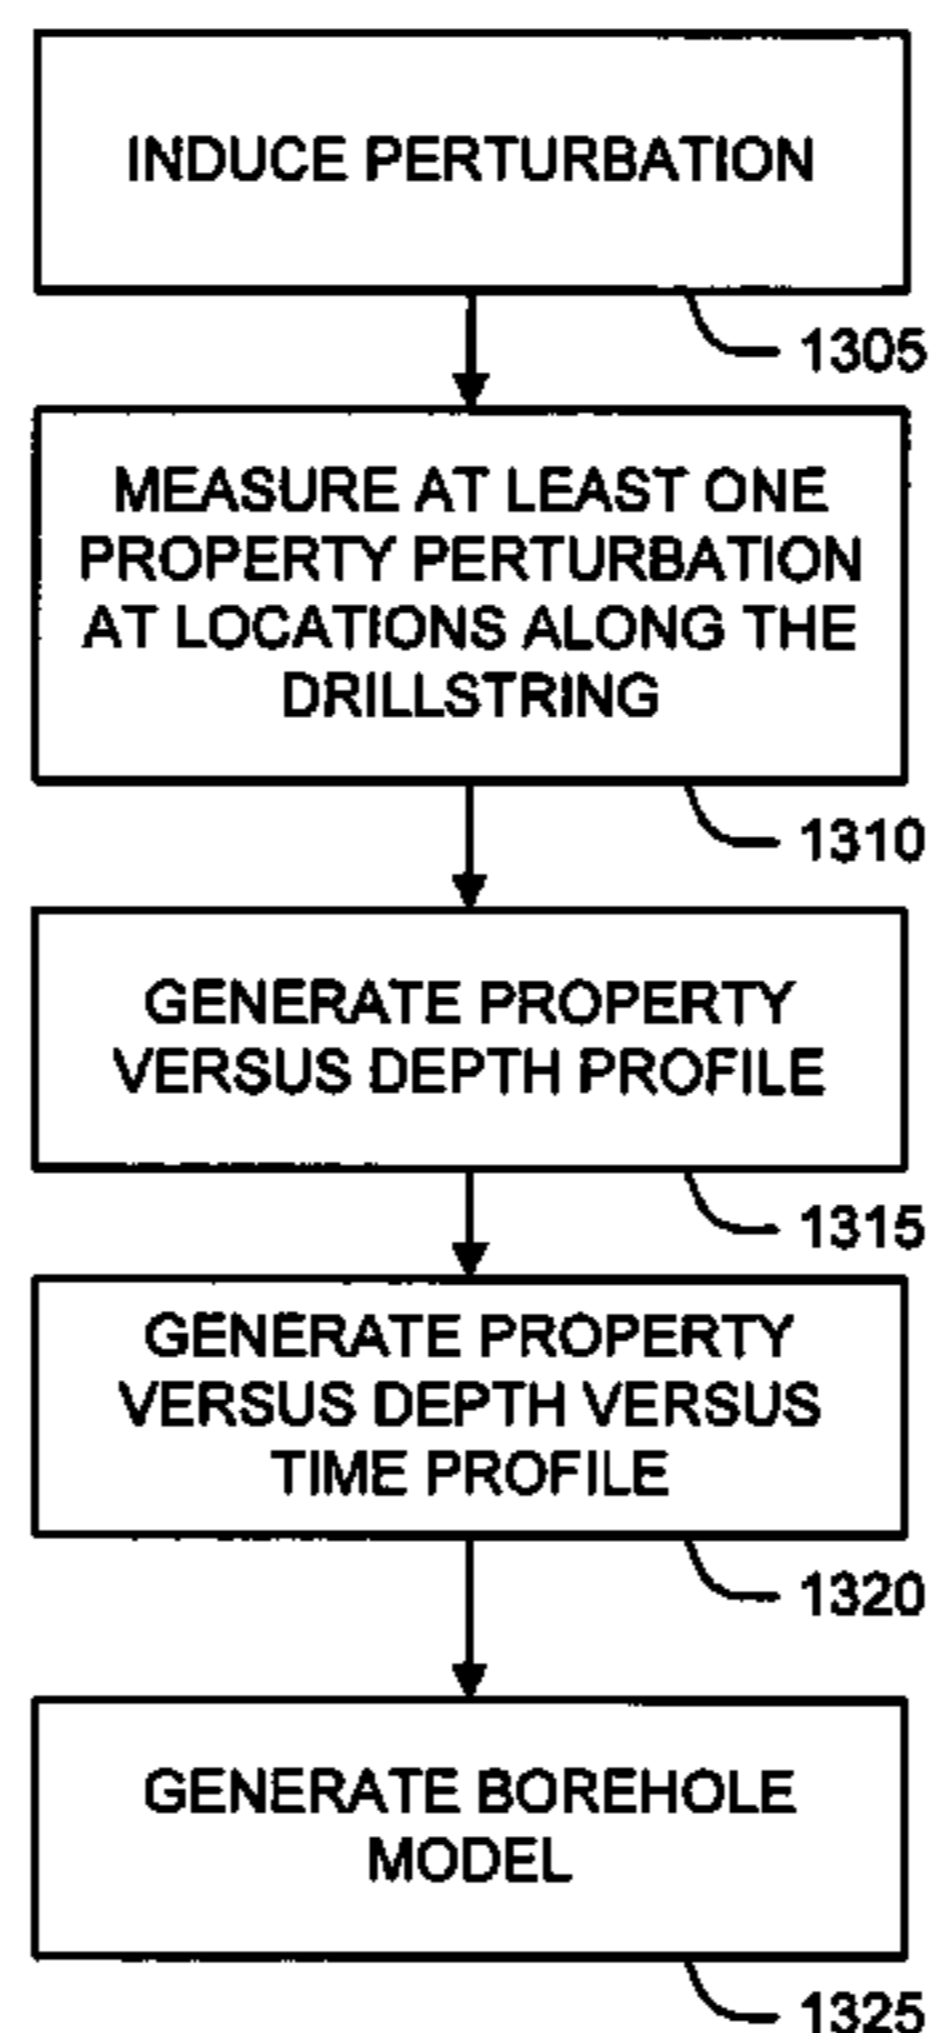 INDUCE PERTURBATION
1305
MEASURE AT LEAST ONE
PROPERTY PERTURBATION
AT LOCATIONS ALONG THE
DRILLSTRING
1310
GENERATE PROPERTY
VERSUS DEPTH PROFILE
1315
GENERATE PROPERTY
VERSUS DEPTH VERSUS
TIME PROFILE
1320
GENERATE BOREHOLE
MODEL
1325